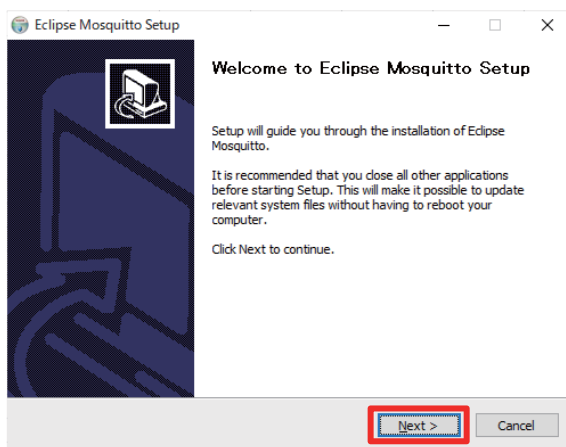 Eclipse Mosquitto Setup
Welcome to Eclipse Mosquitto Setup
Setup will guide you through the installation of Eclipse
Mosquitto.
It is recommended that you close all other applications
before starting Setup. This will make it possible to update
relevant system files without having to reboot your
computer.
Click Next to continue.
Next >
Cancel